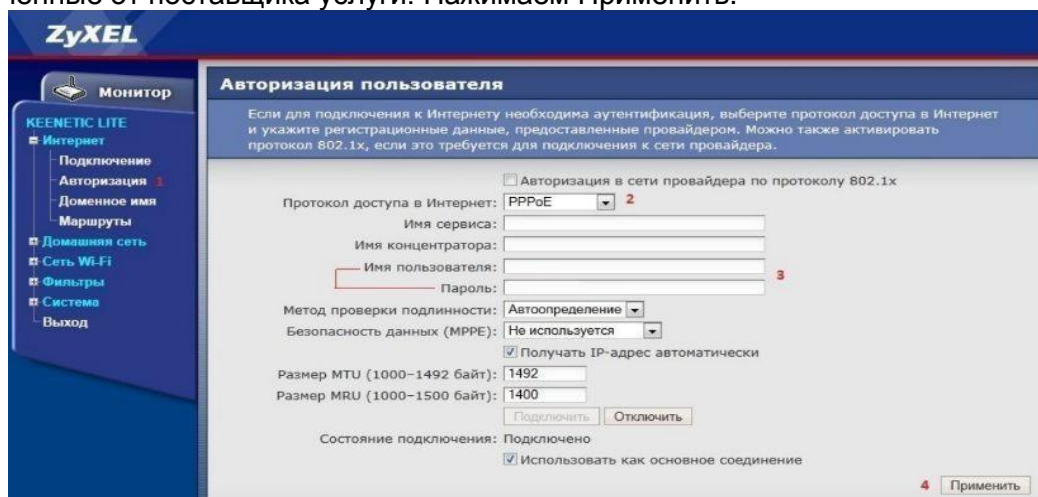 ZyXEL
Монитор
KEENETIC LITE
Интернет
Подключение
Авторизация 1
Доменное имя
Маршруты
Домашняя сеть
Сеть Wi-Fi
Фильтры
Система
Выход
Авторизация пользователя
Если для подключения к Интернету необходима аутентификация, выберите протокол доступа в Интернет
и укажите регистрационные данные, предоставленные провайдером. Можно также активировать
протокол 802.1x, если это требуется для подключения к сети провайдера.
Авторизация в сети провайдера по протоколу 802.1x
Протокол доступа в Интернет: PPPoE 2
Имя сервиса:
Имя концентратора:
Имя пользователя:
3
Пароль:
Метод проверки подлинности: Автоопределение
Безопасность данных (MPPE): Не используется
Получать IP-адрес автоматически
Размер MTU (1000-1492 байт): 1492
Размер MRU (1000-1500 байт): 1400
Подключить Отключить
Состояние подключения: Подключено
Использовать как основное соединение
4 Применить